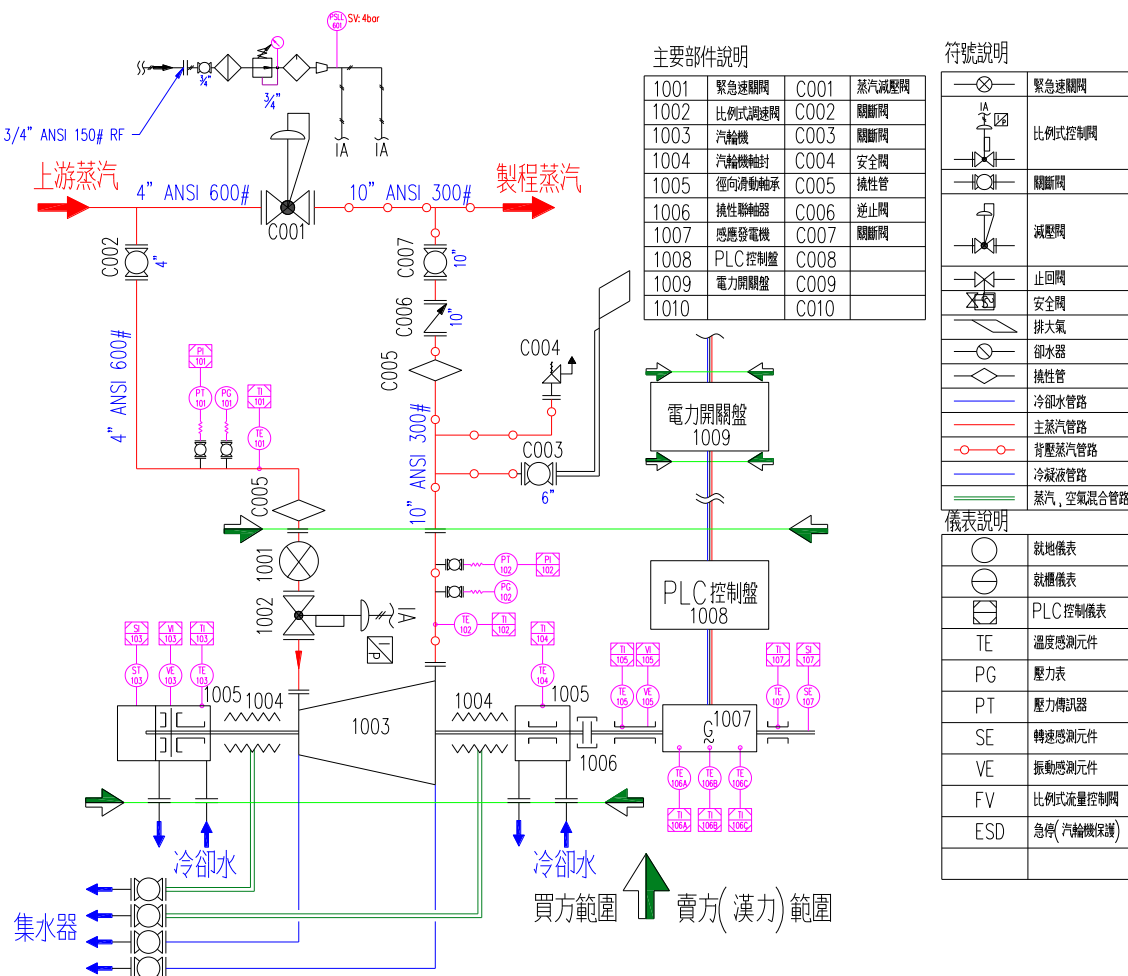 PSLL
601
SV: 4bar
3/4"
3/4"
3/4" ANSI 150# RF
IA
IA
上游蒸汽
4" ANSI 600#
10" ANSI 300#
製程蒸汽
C001
C002
4"
C007
10"
C006
10"
C005
C004
4" ANSI 600#
PI
101
PT
101
PG
101
TI
101
TE
101
10" ANSI 300#
C003
6"
C005
1001
1002
IA
I/P
PT
102
PI
102
PG
102
TE
102
TI
102
SI
103
VI
103
TI
103
ST
103
VE
103
TE
103
1005
1004
1003
1004
TI
104
TE
104
1005
1006
TI
105
VI
105
TE
105
VE
105
G
~
1007
TI
107
SI
107
TE
107
SE
107
TE
106A
TE
106B
TE
106C
TI
106A
TI
106B
TI
106C
電力開關盤
1009
PLC控制盤
1008
冷卻水
冷卻水
集水器
買方範圍
賣方(漢力)範圍
主要部件說明
1001 緊急速關閥 C001 蒸汽減壓閥
1002 比例式調速閥 C002 關斷閥
1003 汽輪機 C003 關斷閥
1004 汽輪機軸封 C004 安全閥
1005 徑向滑動軸承 C005 撓性管
1006 撓性聯軸器 C006 逆止閥
1007 感應發電機 C007 關斷閥
1008 PLC控制盤 C008
1009 電力開關盤 C009
1010 C010
符號說明
緊急速關閥
IA
I/P
比例式控制閥
關斷閥
減壓閥
止回閥
安全閥
排大氣
卻水器
撓性管
冷卻水管路
主蒸汽管路
背壓蒸汽管路
冷凝液管路
蒸汽,空氣混合管路
儀表說明
就地儀表
就櫃儀表
PLC控制儀表
TE 溫度感測元件
PG 壓力表
PT 壓力傳訊器
SE 轉速感測元件
VE 振動感測元件
FV 比例式流量控制閥
ESD 急停(汽輪機保護)